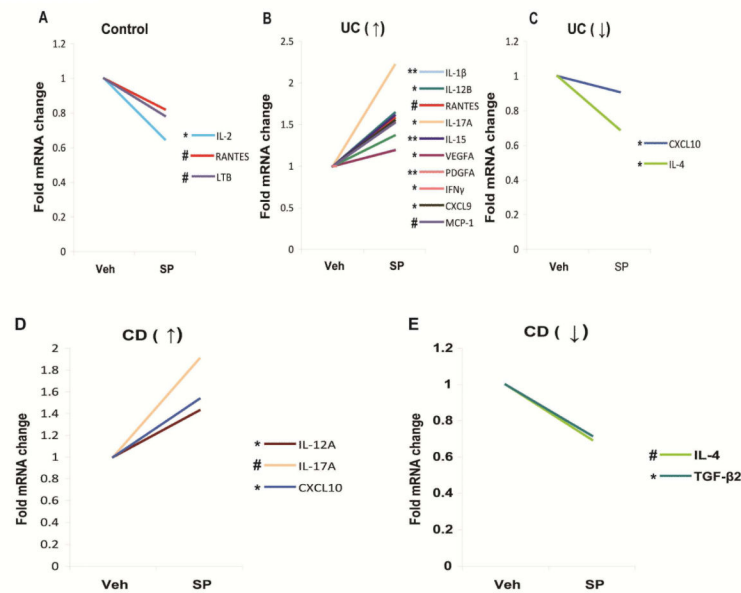 A
Control
Fold mRNA change
1.2
1
0.8
0.6
0.4
0.2
0
Veh
SP
* IL-2
# RANTES
# LTB
B
UC (↑)
Fold mRNA change
2.5
2
1.5
1
0.5
0
Veh
SP
** IL-1β
* IL-12B
# RANTES
* IL-17A
** IL-15
* VEGFA
** PDGFA
* IFNγ
* CXCL9
# MCP-1
C
UC (↓)
Fold mRNA change
1.2
1
0.8
0.6
0.4
0.2
0
Veh
SP
* CXCL10
* IL-4
D
CD (↑)
Fold mRNA change
2
1.8
1.6
1.4
1.2
1
0.8
0.6
0.4
0.2
0
Veh
SP
* IL-12A
# IL-17A
* CXCL10
E
CD (↓)
Fold mRNA change
1.2
1
0.8
0.6
0.4
0.2
0
Veh
SP
# IL-4
* TGF-β2